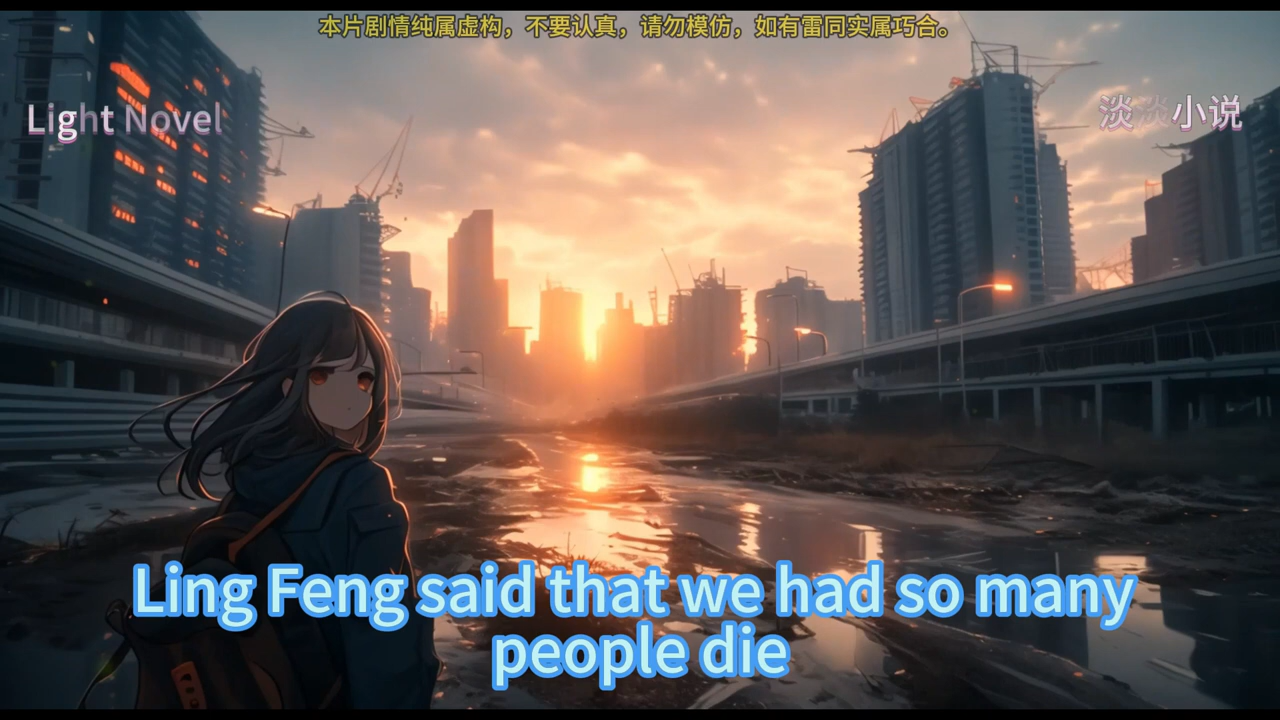 本片剧情纯属虚构，不要认真，请勿模仿，如有雷同实属巧合。
Light Novel
淡淡小说
Ling Feng said that we had so many
people die